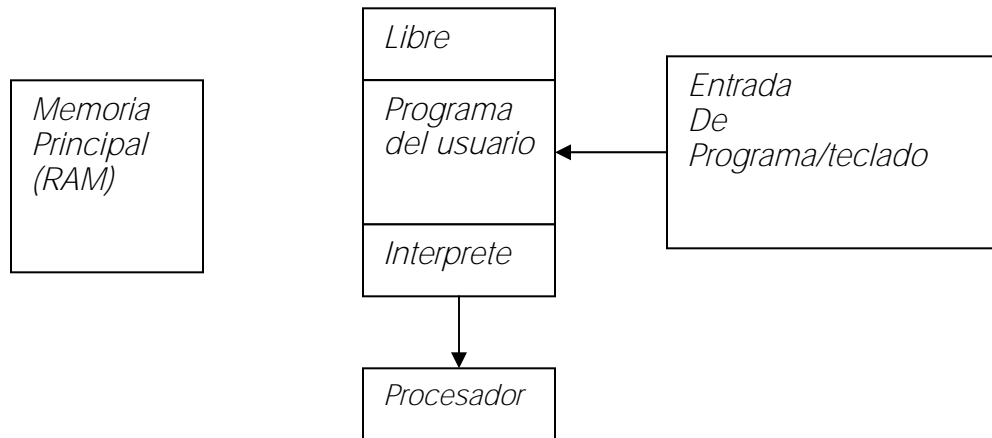 Memoria
Principal
(RAM)
Libre
Programa
del usuario
Interprete
Procesador
Entrada
De
Programa/teclado